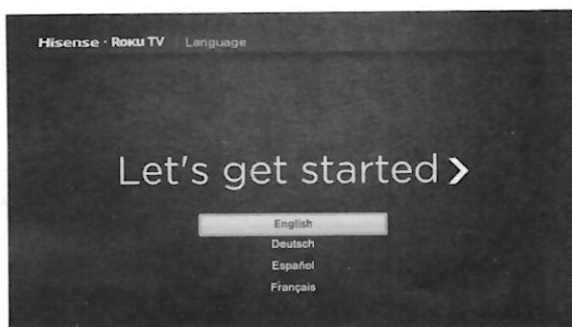 Hisense · Roku TV | Language
Let's get started >
English
Deutsch
Español
Français